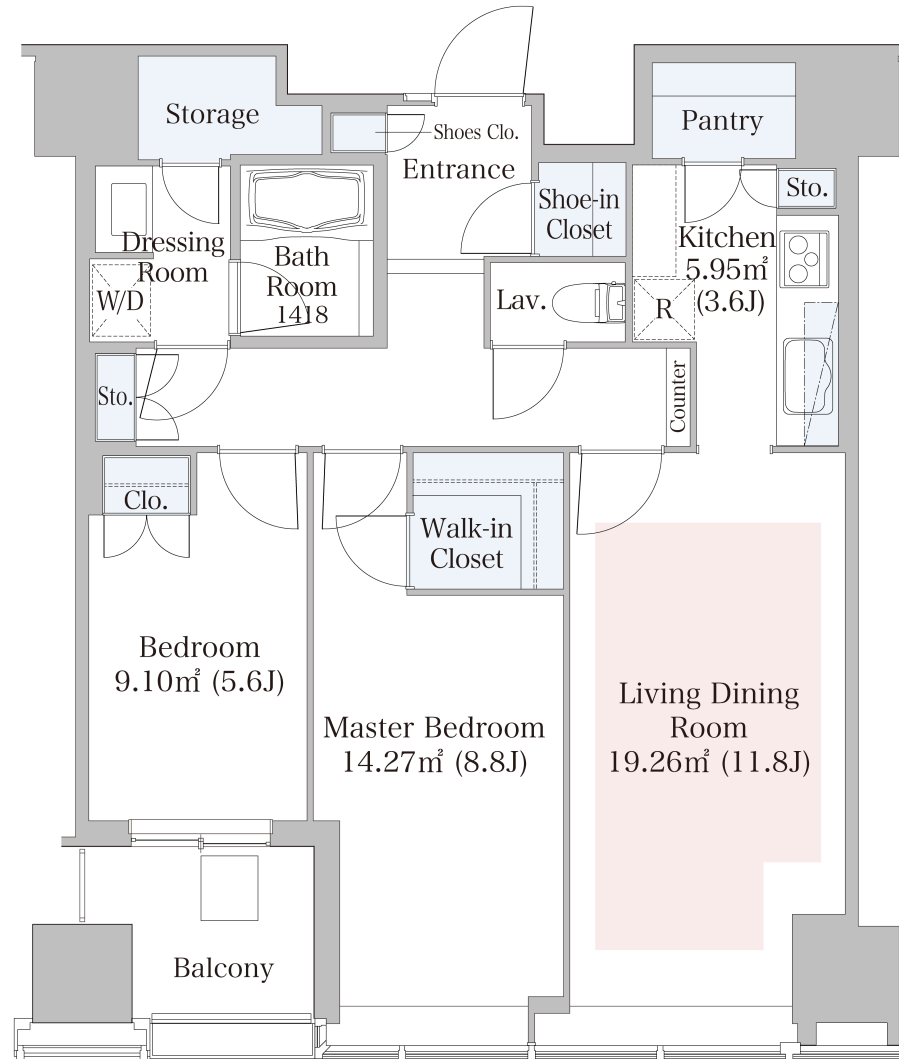 Storage
Shoes Clo.
Entrance
Pantry
Shoe-in
Closet
Sto.
Dressing
Room
Bath
Room
1418
Kitchen
5.95㎡
(3.6J)
W/D
Lav.
R
Sto.
Counter
Clo.
Walk-in
Closet
Bedroom
9.10㎡ (5.6J)
Master Bedroom
14.27㎡ (8.8J)
Living Dining
Room
19.26㎡ (11.8J)
Balcony